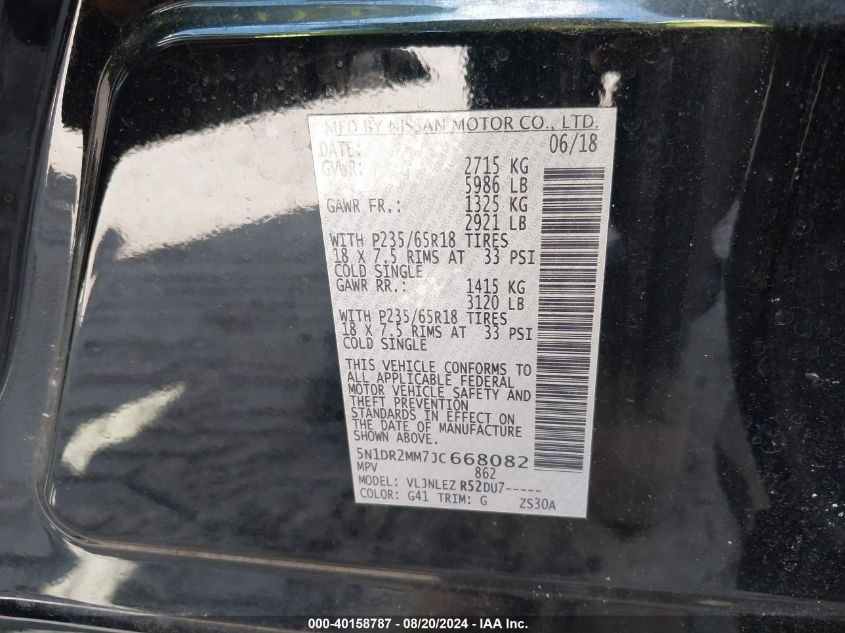 MFD BY NISSAN MOTOR CO., LTD.
DATE: 06/18
GVWR: 2715 KG
5986 LB
GAWR FR.: 1325 KG
2921 LB
WITH P235/65R18 TIRES
18 X 7.5 RIMS AT 33 PSI
COLD SINGLE
GAWR RR.: 1415 KG
3120 LB
WITH P235/65R18 TIRES
18 X 7.5 RIMS AT 33 PSI
COLD SINGLE
THIS VEHICLE CONFORMS TO
ALL APPLICABLE FEDERAL
MOTOR VEHICLE SAFETY AND
THEFT PREVENTION
STANDARDS IN EFFECT ON
THE DATE OF MANUFACTURE
SHOWN ABOVE.
5N1DR2MM7JC668082
MPV 862
MODEL: VLJNLEZ R52DU7-----
COLOR: G41 TRIM: G ZS30A
000-40158787 - 08/20/2024 - IAA Inc.